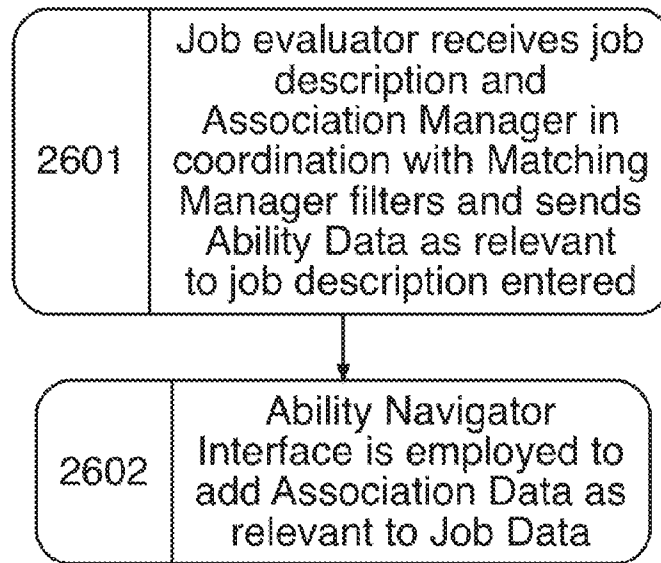 2601
Job evaluator receives job
description and
Association Manager in
coordination with Matching
Manager filters and sends
Ability Data as relevant
to job description entered
2602
Ability Navigator
Interface is employed to
add Association Data as
relevant to Job Data